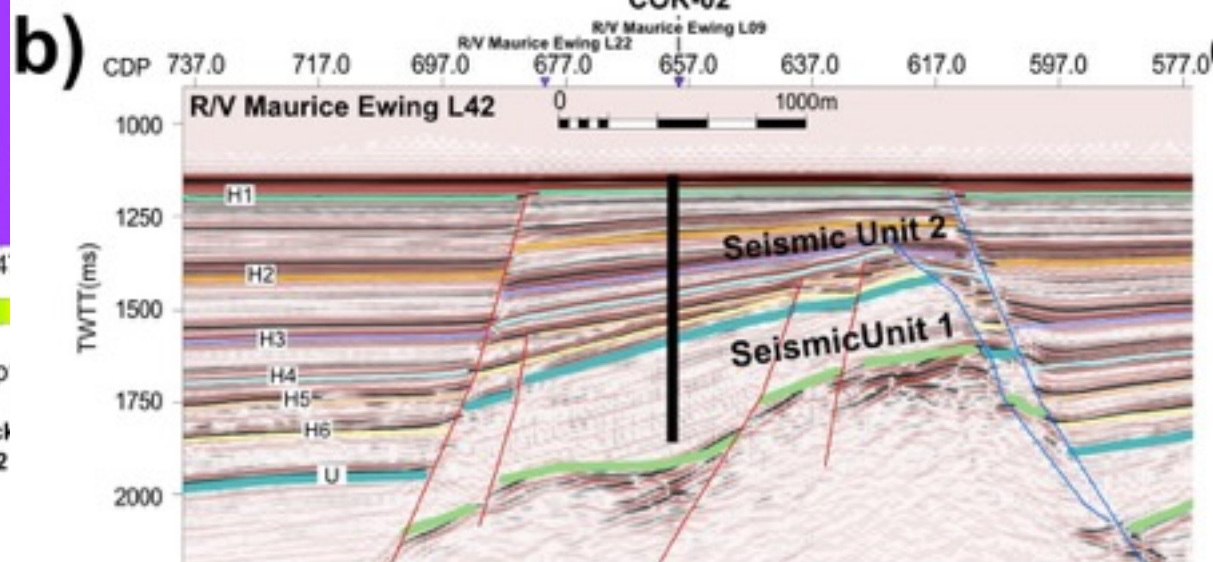 b)
COR-02
R/V Maurice Ewing L09
R/V Maurice Ewing L22
CDP 737.0 717.0 697.0 677.0 657.0 637.0 617.0 597.0 577.0
R/V Maurice Ewing L42
0 1000m
1000
1250
1500
1750
2000
TWTT(ms)
H1
H2
H3
H4
H5
H6
U
Seismic Unit 2
SeismicUnit 1